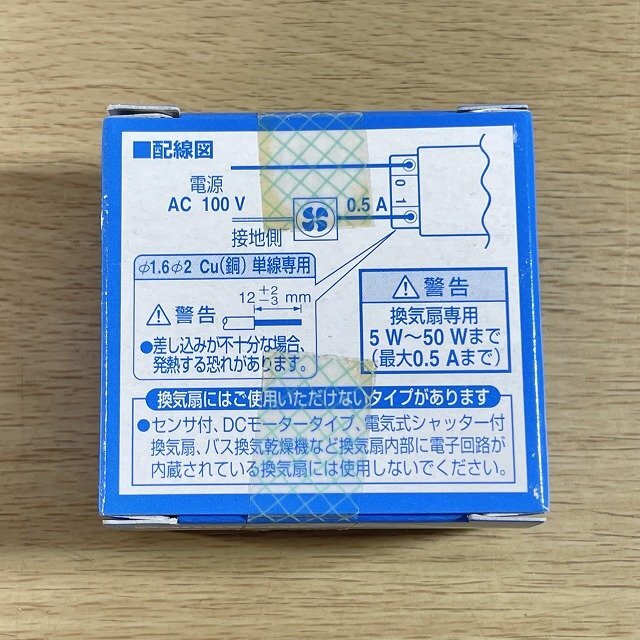 ■配線図
電源
AC 100 V
0.5 A
0 1
接地側
φ1.6φ2 Cu(銅) 単線専用
12 +2 −3 mm
⚠警告
●差し込みが不十分な場合、
発熱する恐れがあります。
⚠警告
換気扇専用
5 W〜50 Wまで
(最大0.5 Aまで)
換気扇にはご使用いただけないタイプがあります
●センサ付、DCモータータイプ、電気式シャッター付
換気扇、バス換気乾燥機など換気扇内部に電子回路が
内蔵されている換気扇には使用しないでください。